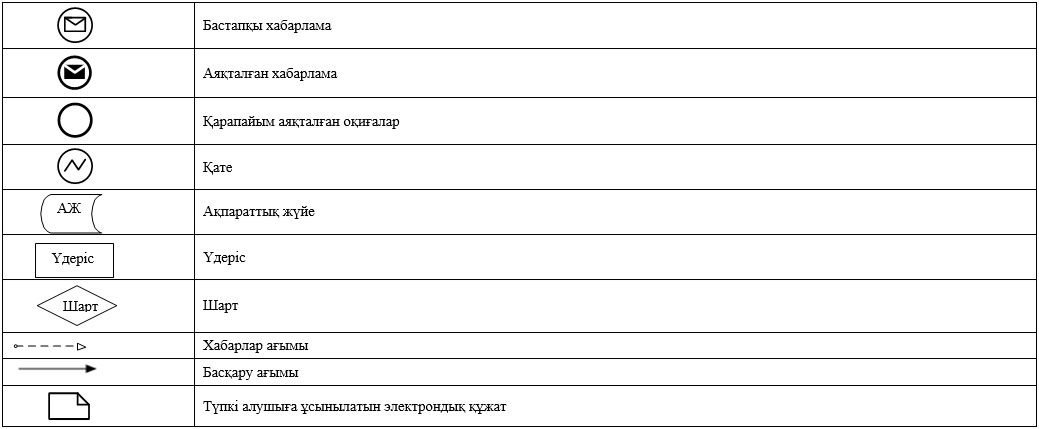 Бастапқы хабарлама
Аяқталған хабарлама
Қарапайым аяқталған оқиғалар
Қате
АЖ
Ақпараттық жүйе
Үдеріс
Үдеріс
Шарт
Шарт
Хабарлар ағымы
Басқару ағымы
Түпкі алушыға ұсынылатын электрондық құжат